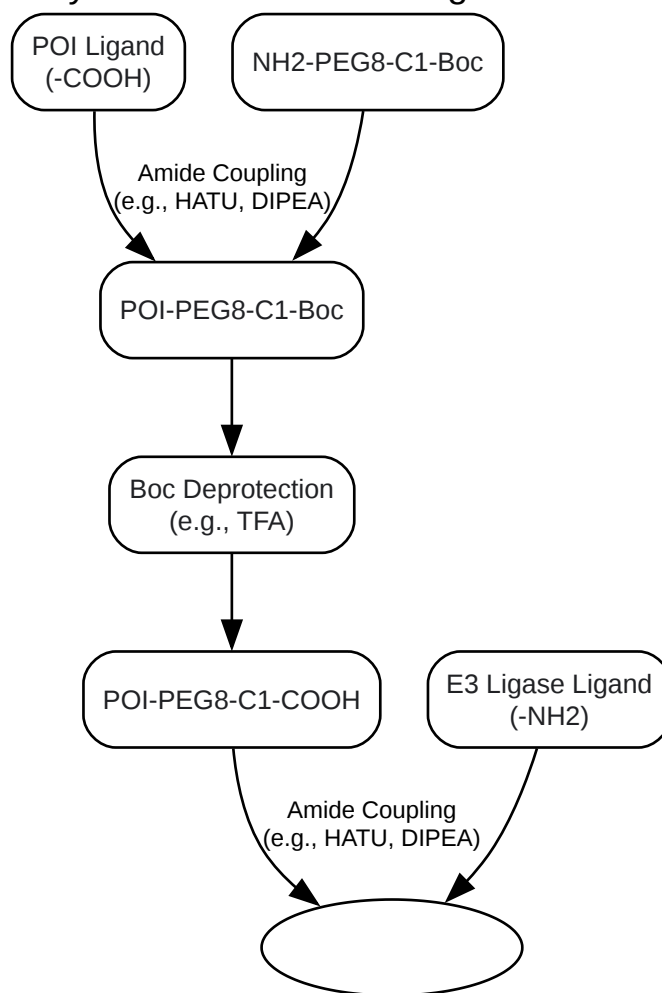 POI Ligand
(-COOH)
NH2-PEG8-C1-Boc
Amide Coupling
(e.g., HATU, DIPEA)
POI-PEG8-C1-Boc
Boc Deprotection
(e.g., TFA)
POI-PEG8-C1-COOH
E3 Ligase Ligand
(-NH2)
Amide Coupling
(e.g., HATU, DIPEA)